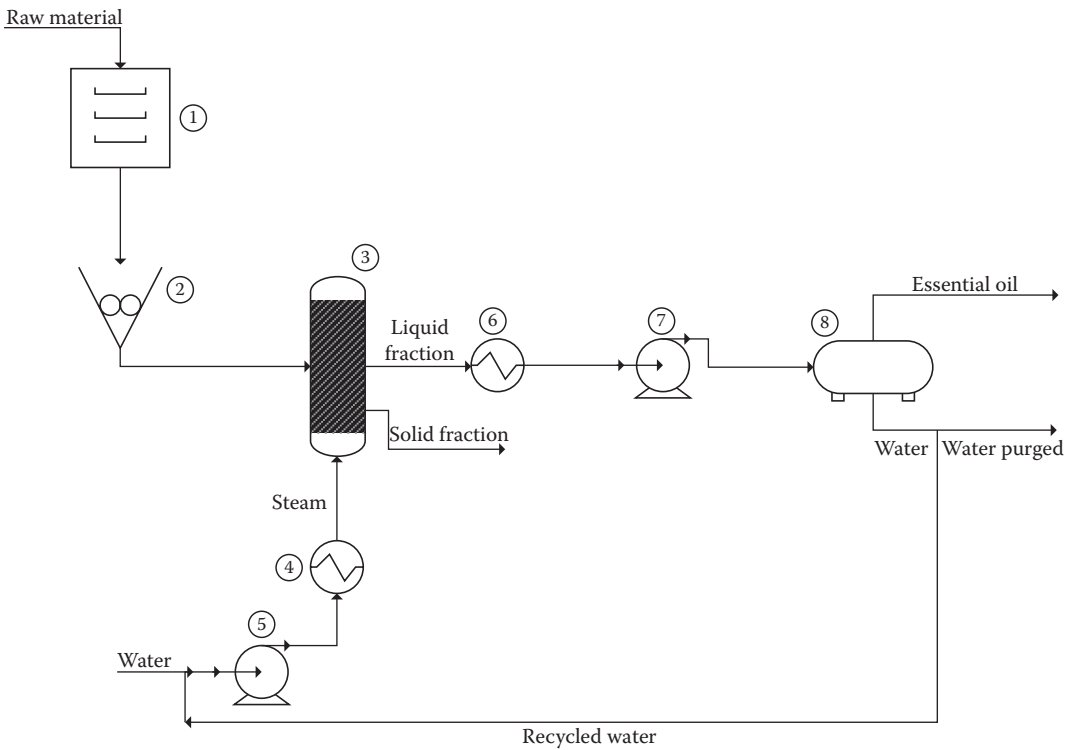 Raw material
1
2
3
Liquid
fraction
6
7
8
Essential oil
Solid fraction
Water
Water purged
Steam
4
5
Water
Recycled water